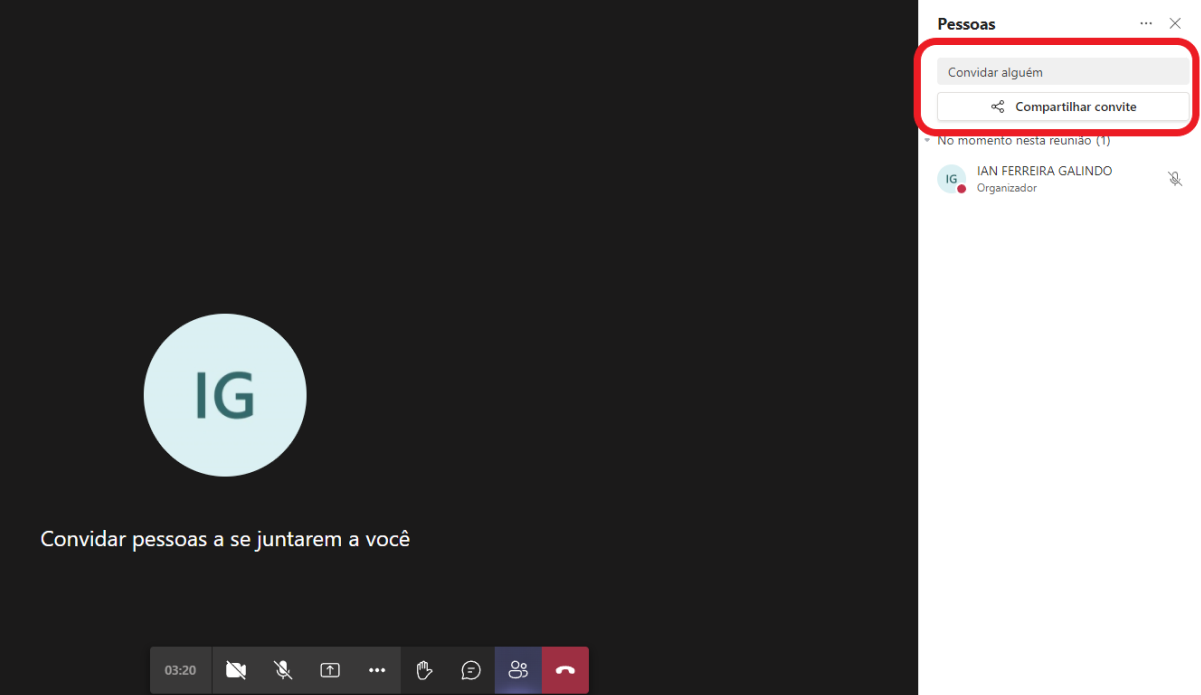 Pessoas
Convidar alguém
Compartilhar convite
No momento nesta reunião (1)
IG
IAN FERREIRA GALINDO
Organizador
IG
Convidar pessoas a se juntarem a você
03:20